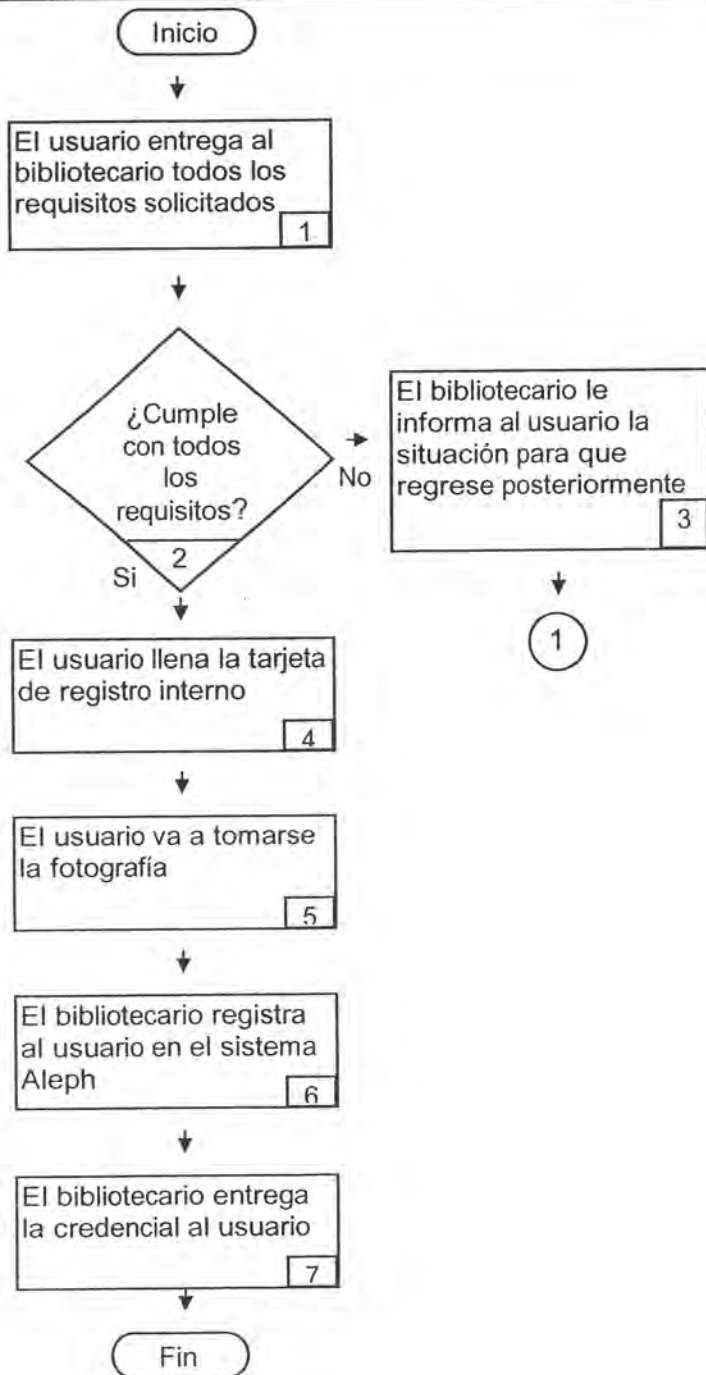 Inicio
El usuario entrega al
bibliotecario todos los
requisitos solicitados
1
¿Cumple
con todos
los
requisitos?
2
Si
No
El bibliotecario le
informa al usuario la
situación para que
regrese posteriormente
3
1
El usuario llena la tarjeta
de registro interno
4
El usuario va a tomarse
la fotografía
5
El bibliotecario registra
al usuario en el sistema
Aleph
6
El bibliotecario entrega
la credencial al usuario
7
Fin